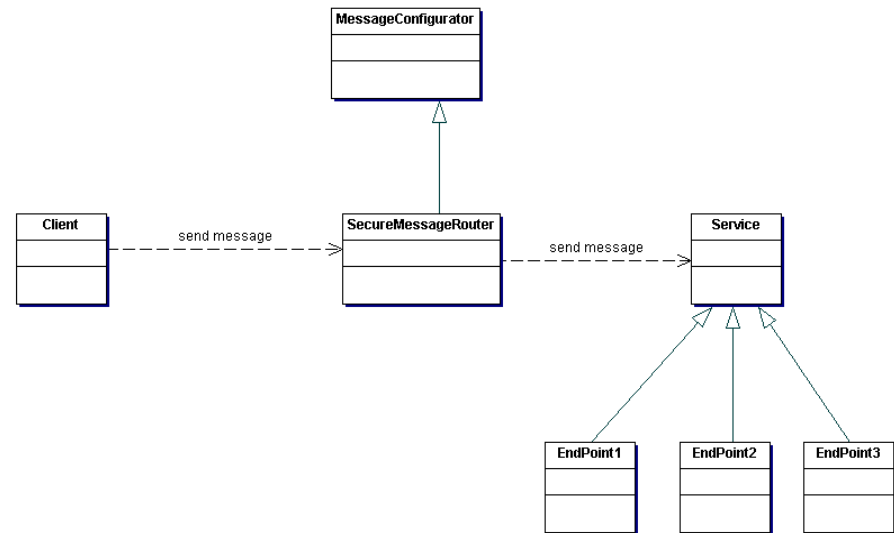 MessageConfigurator
Client
send message
SecureMessageRouter
send message
Service
EndPoint1
EndPoint2
EndPoint3